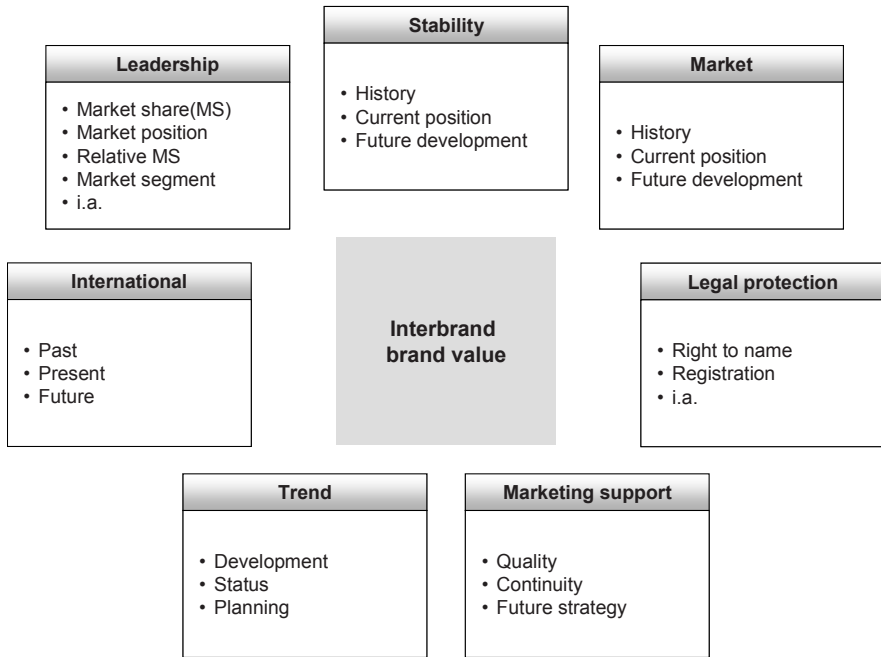 Stability
• History
• Current position
• Future development
Leadership
• Market share(MS)
• Market position
• Relative MS
• Market segment
• i.a.
Market
• History
• Current position
• Future development
International
• Past
• Present
• Future
Interbrand
brand value
Legal protection
• Right to name
• Registration
• i.a.
Trend
• Development
• Status
• Planning
Marketing support
• Quality
• Continuity
• Future strategy